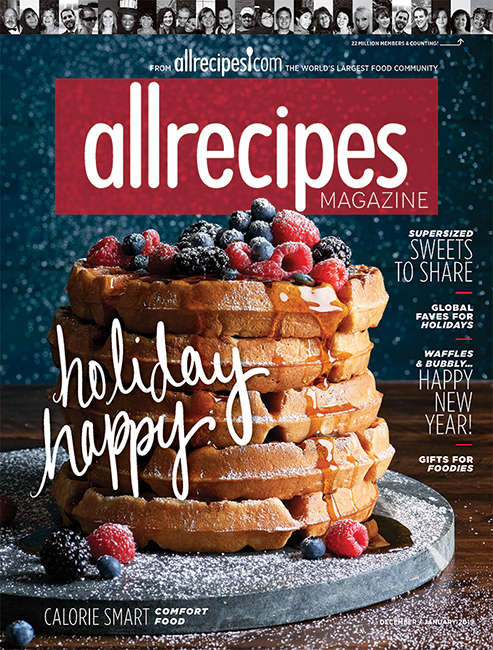 22 MILLION MEMBERS & COUNTING!
FROM allrecipes.com THE WORLD'S LARGEST FOOD COMMUNITY
allrecipes
MAGAZINE
SUPERSIZED
SWEETS
TO SHARE
GLOBAL
FAVES FOR
HOLIDAYS
WAFFLES
& BUBBLY...
HAPPY
NEW
YEAR!
GIFTS FOR
FOODIES
holiday
happy
CALORIE SMART COMFORT
FOOD
DECEMBER / JANUARY